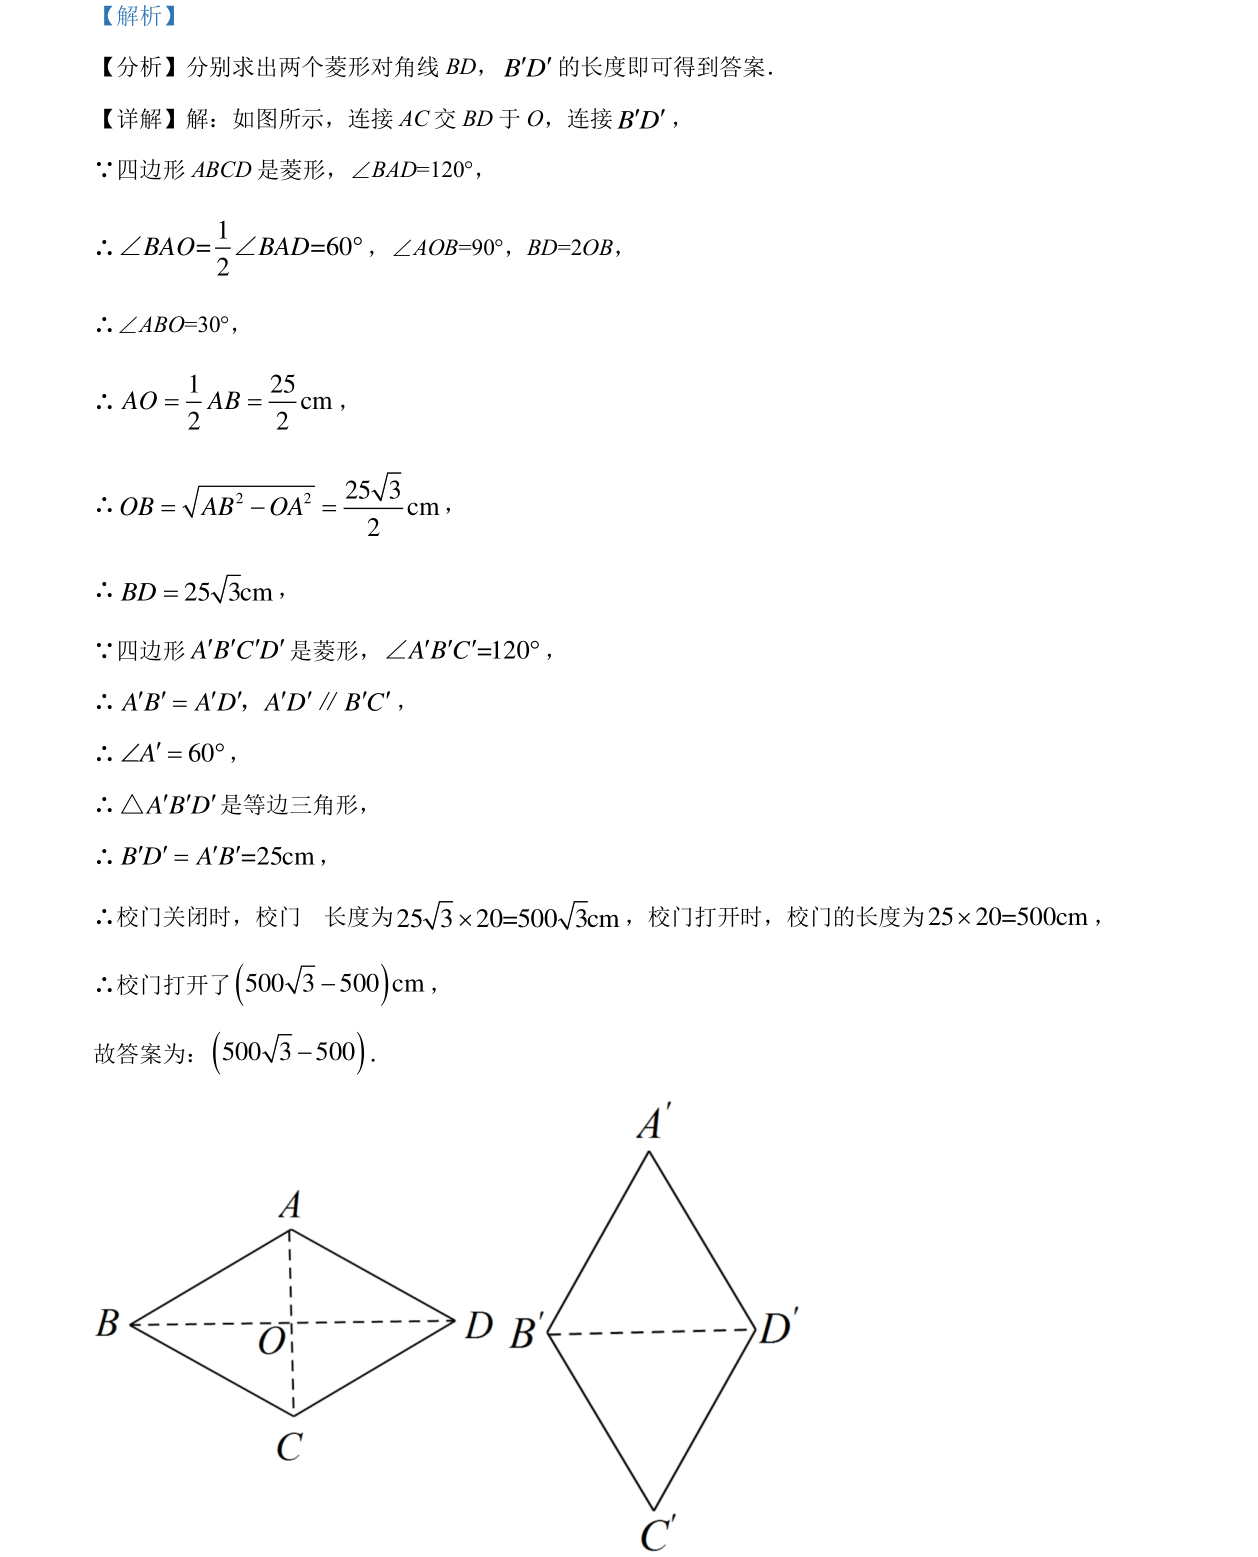 【解析】
【分析】分别求出两个菱形对角线 BD，B′D′ 的长度即可得到答案．
【详解】解：如图所示，连接 AC 交 BD 于 O，连接 B′D′，
∵四边形 ABCD 是菱形，∠BAD=120°，
∴∠BAO=1/2∠BAD=60°，∠AOB=90°，BD=2OB，
∴∠ABO=30°，
∴AO=1/2AB=25/2cm，
∴OB=√(AB²−OA²)=25√3/2cm，
∴BD=25√3cm，
∵四边形 A′B′C′D′ 是菱形，∠A′B′C′=120°，
∴A′B′=A′D′，A′D′∥B′C′，
∴∠A′=60°，
∴△A′B′D′是等边三角形，
∴B′D′=A′B′=25cm，
∴校门关闭时，校门 长度为25√3×20=500√3cm，校门打开时，校门的长度为25×20=500cm，
∴校门打开了(500√3−500)cm，
故答案为：(500√3−500)．
A′
A
B
O
D
B′
D′
C
C′